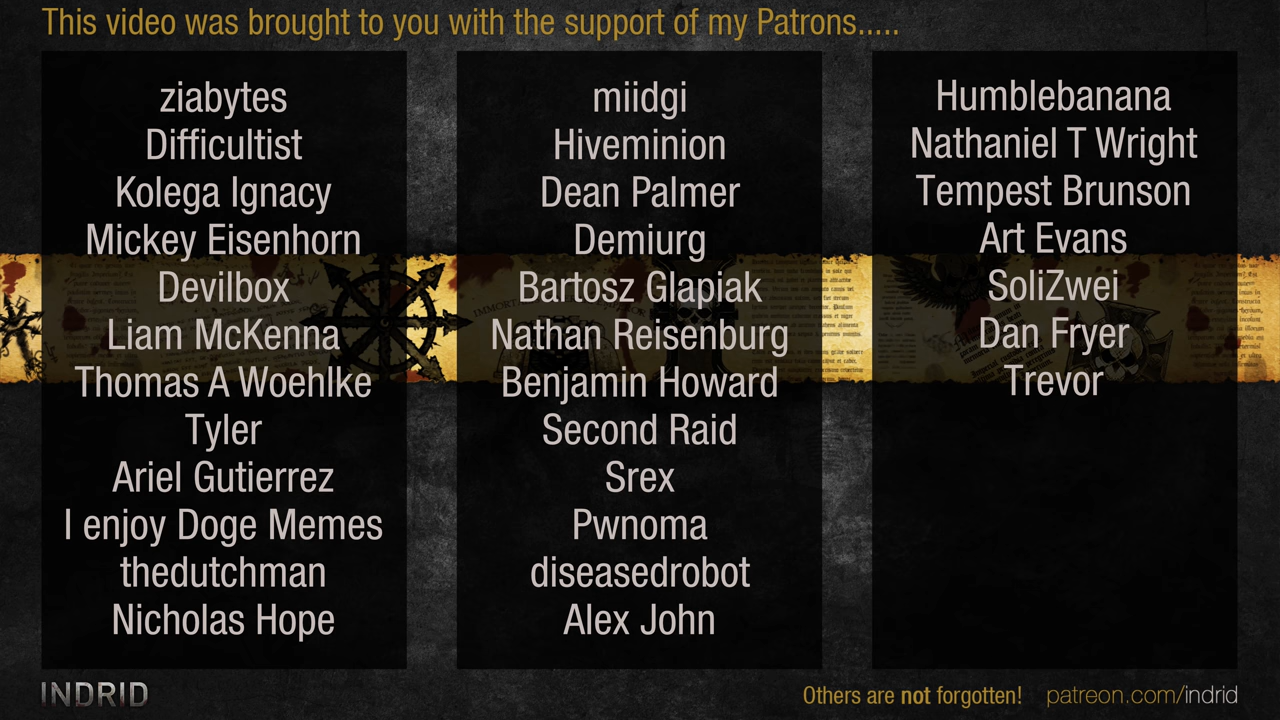 This video was brought to you with the support of my Patrons.....
ziabytes
Difficultist
Kolega Ignacy
Mickey Eisenhorn
Devilbox
Liam McKenna
Thomas A Woehlke
Tyler
Ariel Gutierrez
I enjoy Doge Memes
thedutchman
Nicholas Hope
miidgi
Hiveminion
Dean Palmer
Demiurg
Bartosz Glapiak
Nathan Reisenburg
Benjamin Howard
Second Raid
Srex
Pwnoma
diseasedrobot
Alex John
Humblebanana
Nathaniel T Wright
Tempest Brunson
Art Evans
SoliZwei
Dan Fryer
Trevor
INDRID
Others are not forgotten! patreon.com/indrid